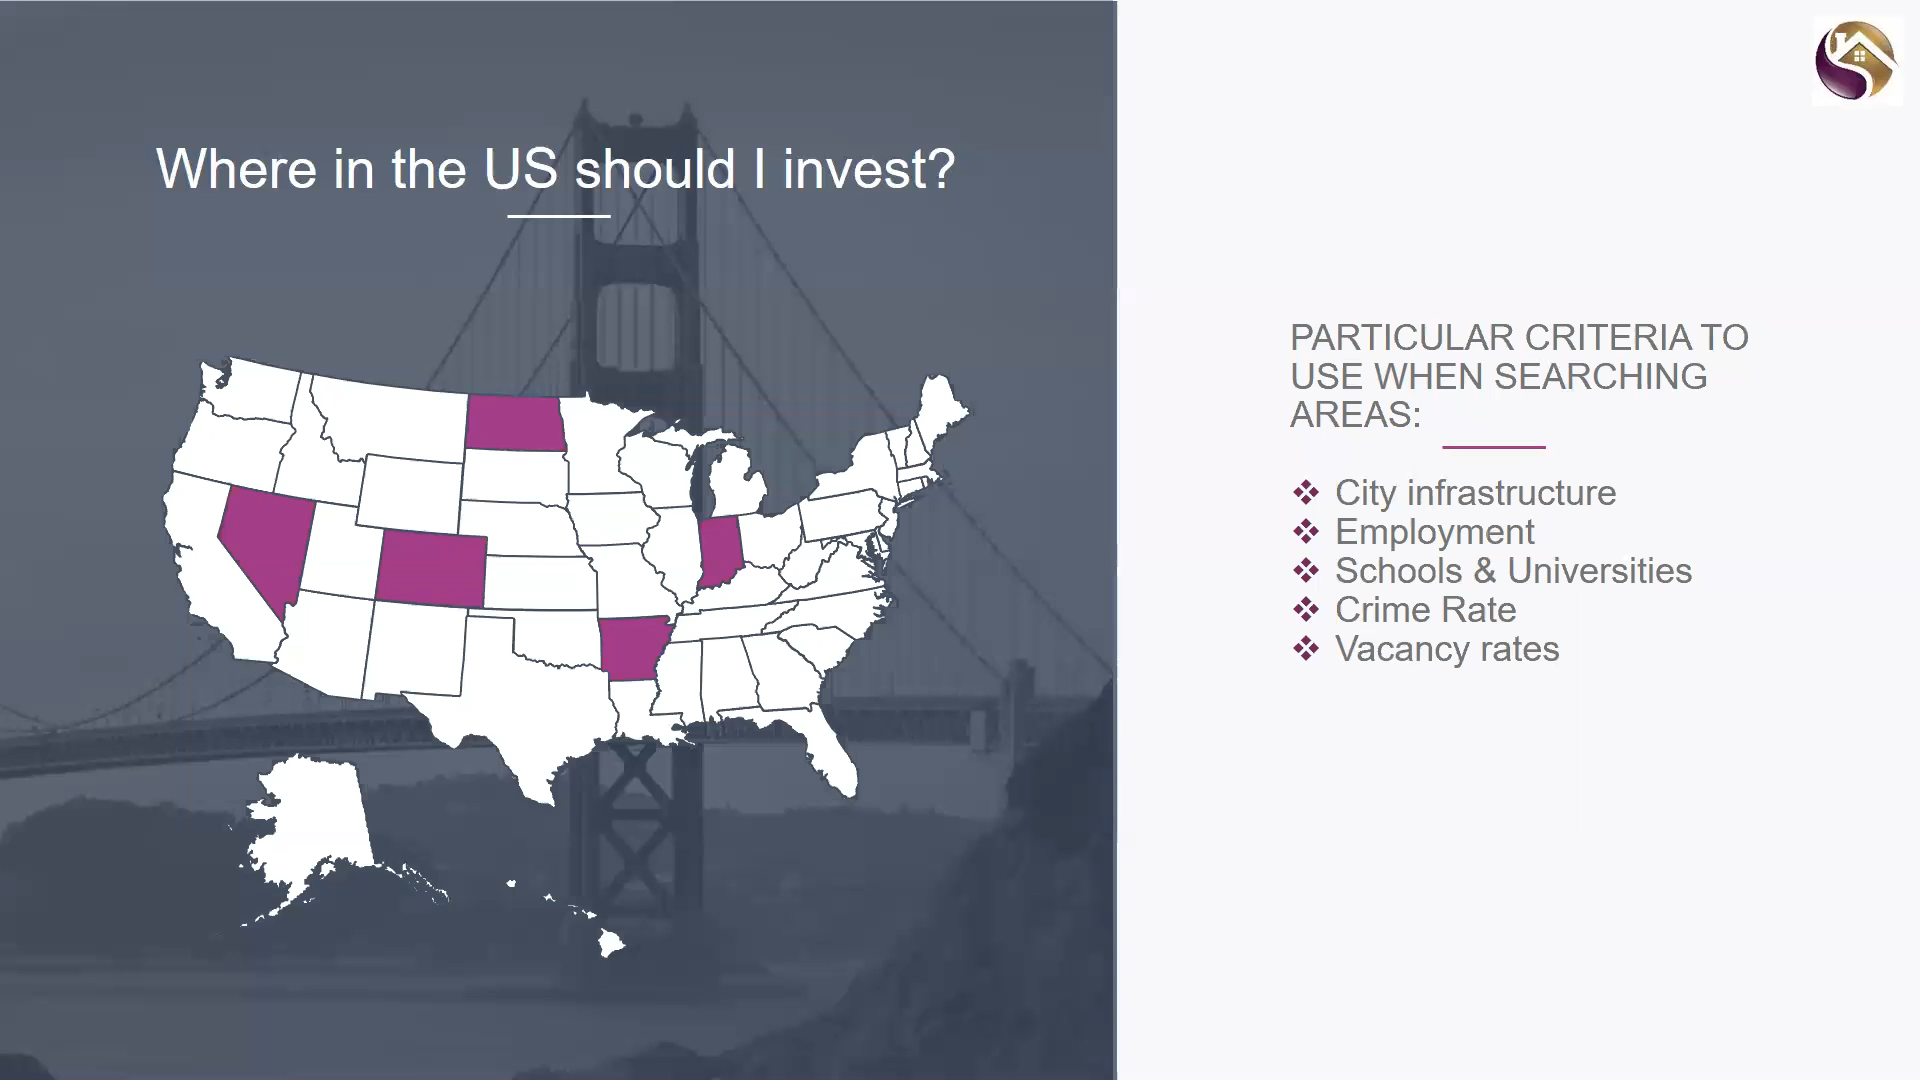 Where in the US should I invest?
PARTICULAR CRITERIA TO
USE WHEN SEARCHING
AREAS:
❖ City infrastructure
❖ Employment
❖ Schools & Universities
❖ Crime Rate
❖ Vacancy rates